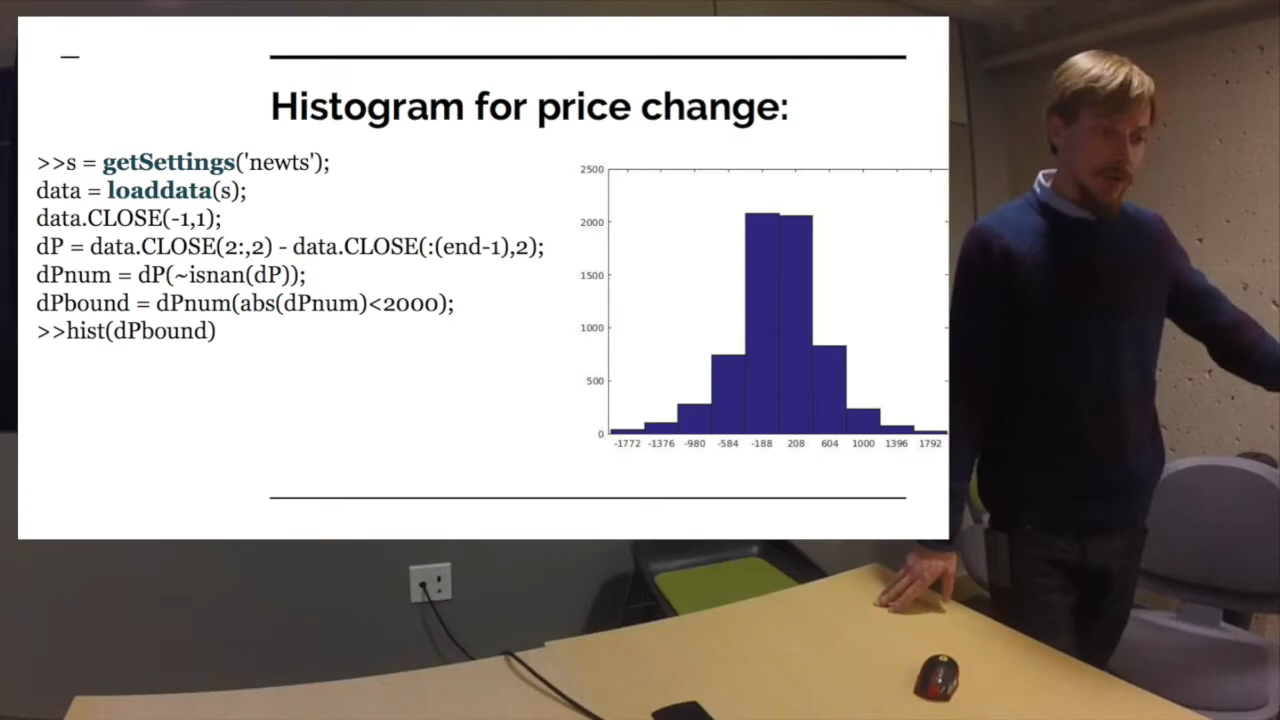 Histogram for price change:
>>s = getSettings('newts');
data = loaddata(s);
data.CLOSE(-1,1);
dP = data.CLOSE(2:,2) - data.CLOSE(:(end-1),2);
dPnum = dP(~isnan(dP));
dPbound = dPnum(abs(dPnum)<2000);
>>hist(dPbound)
2500
2000
1500
1000
500
0
-1772 -1376 -980 -584 -188 208 604 1000 1396 1792